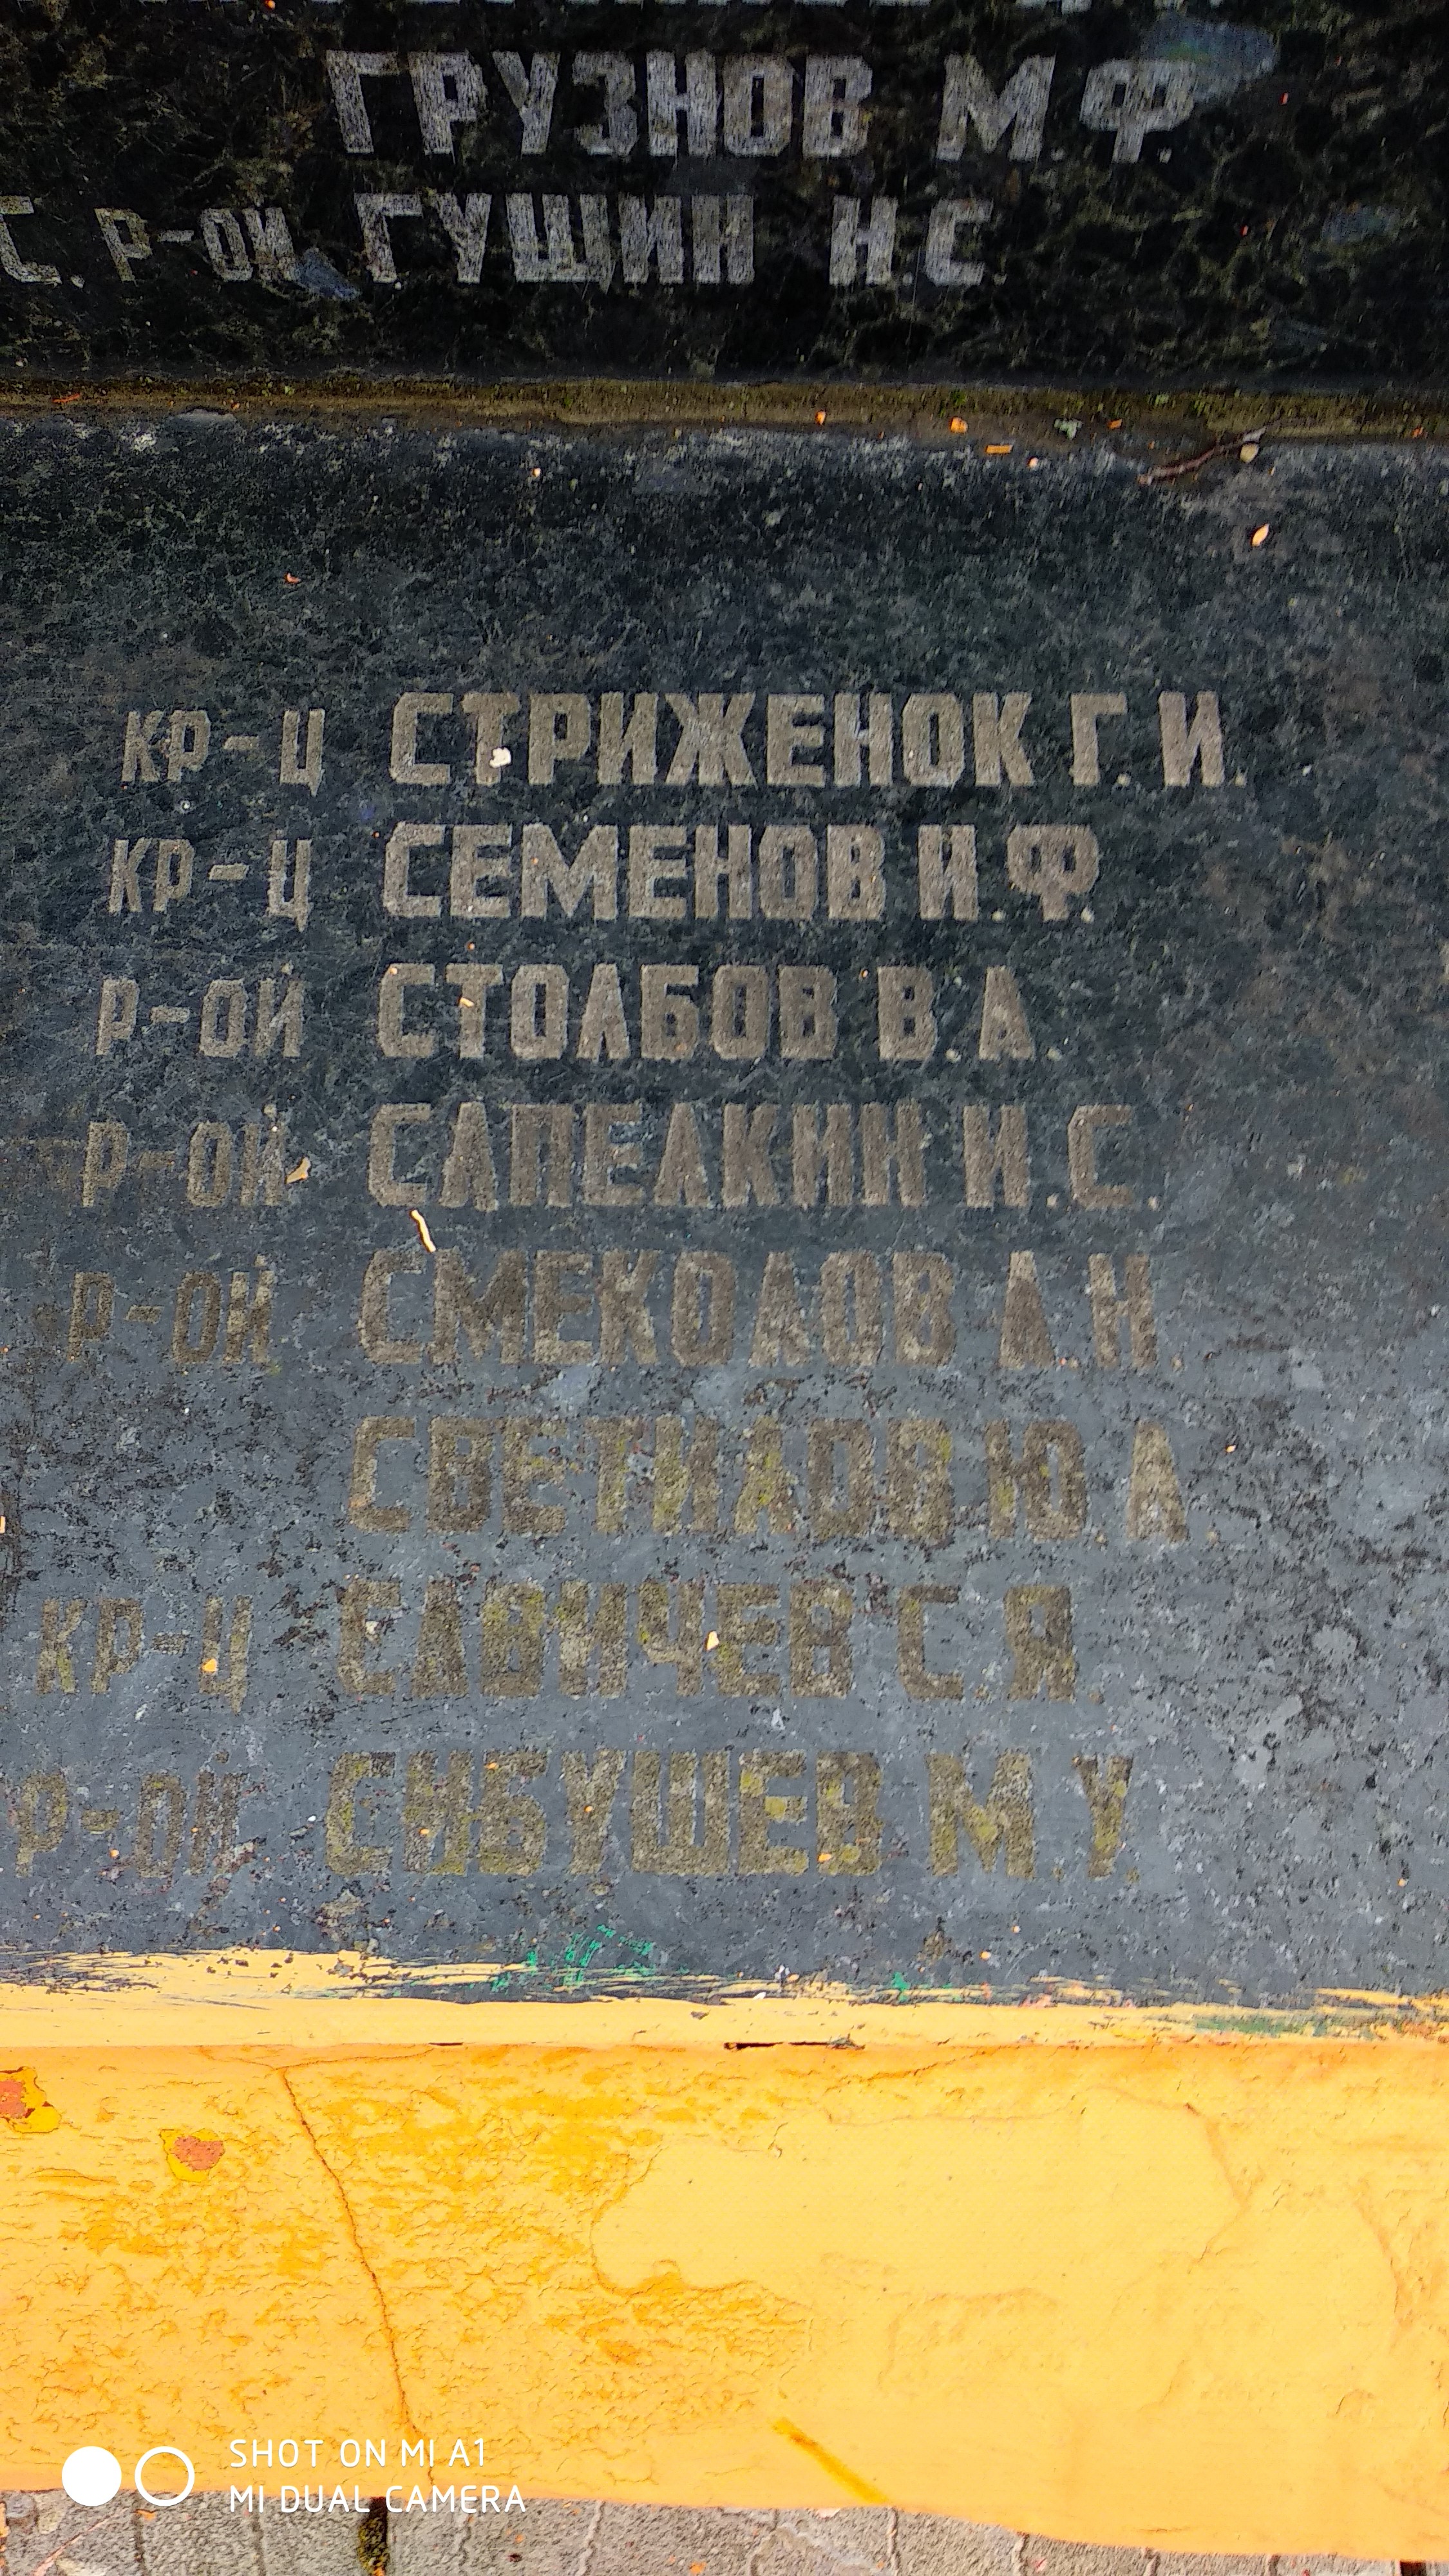 ГРУЗНОВ М.Ф.
С. Р-ОЙ ГУЩИН Н.С.
КР-Ц СТРИЖЕНОК Г.И.
КР-Ц СЕМЕНОВ И.Ф.
Р-ОЙ СТОЛБОВ В.А.
Р-ОЙ САПЕЛКИН И.С.
Р-ОЙ СМЕКОЛОВ А.Н.
СВЕТИЛОВ Ю.А.
КР-Ц САВИЧЕВ С.Я.
Р-ОЙ СИБУШЕВ М.У.
SHOT ON MI A1
MI DUAL CAMERA